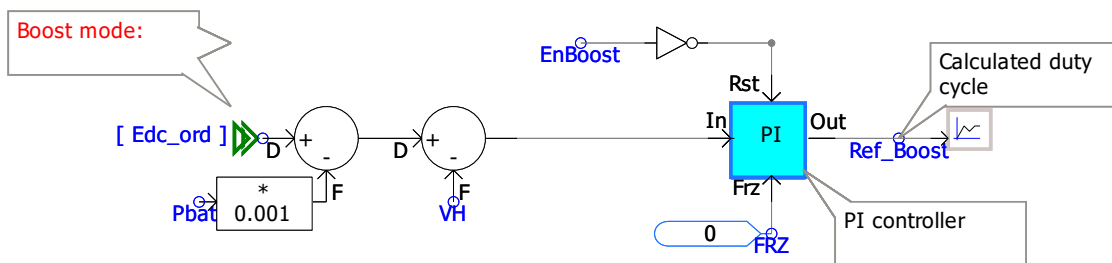 Boost mode:
EnBoost
Calculated duty
cycle
Rst
[ Edc_ord ]
D
+
-
F
D
+
-
F
In
PI
Out
Ref_Boost
Pbat
*
0.001
VH
Frz
PI controller
0
FRZ